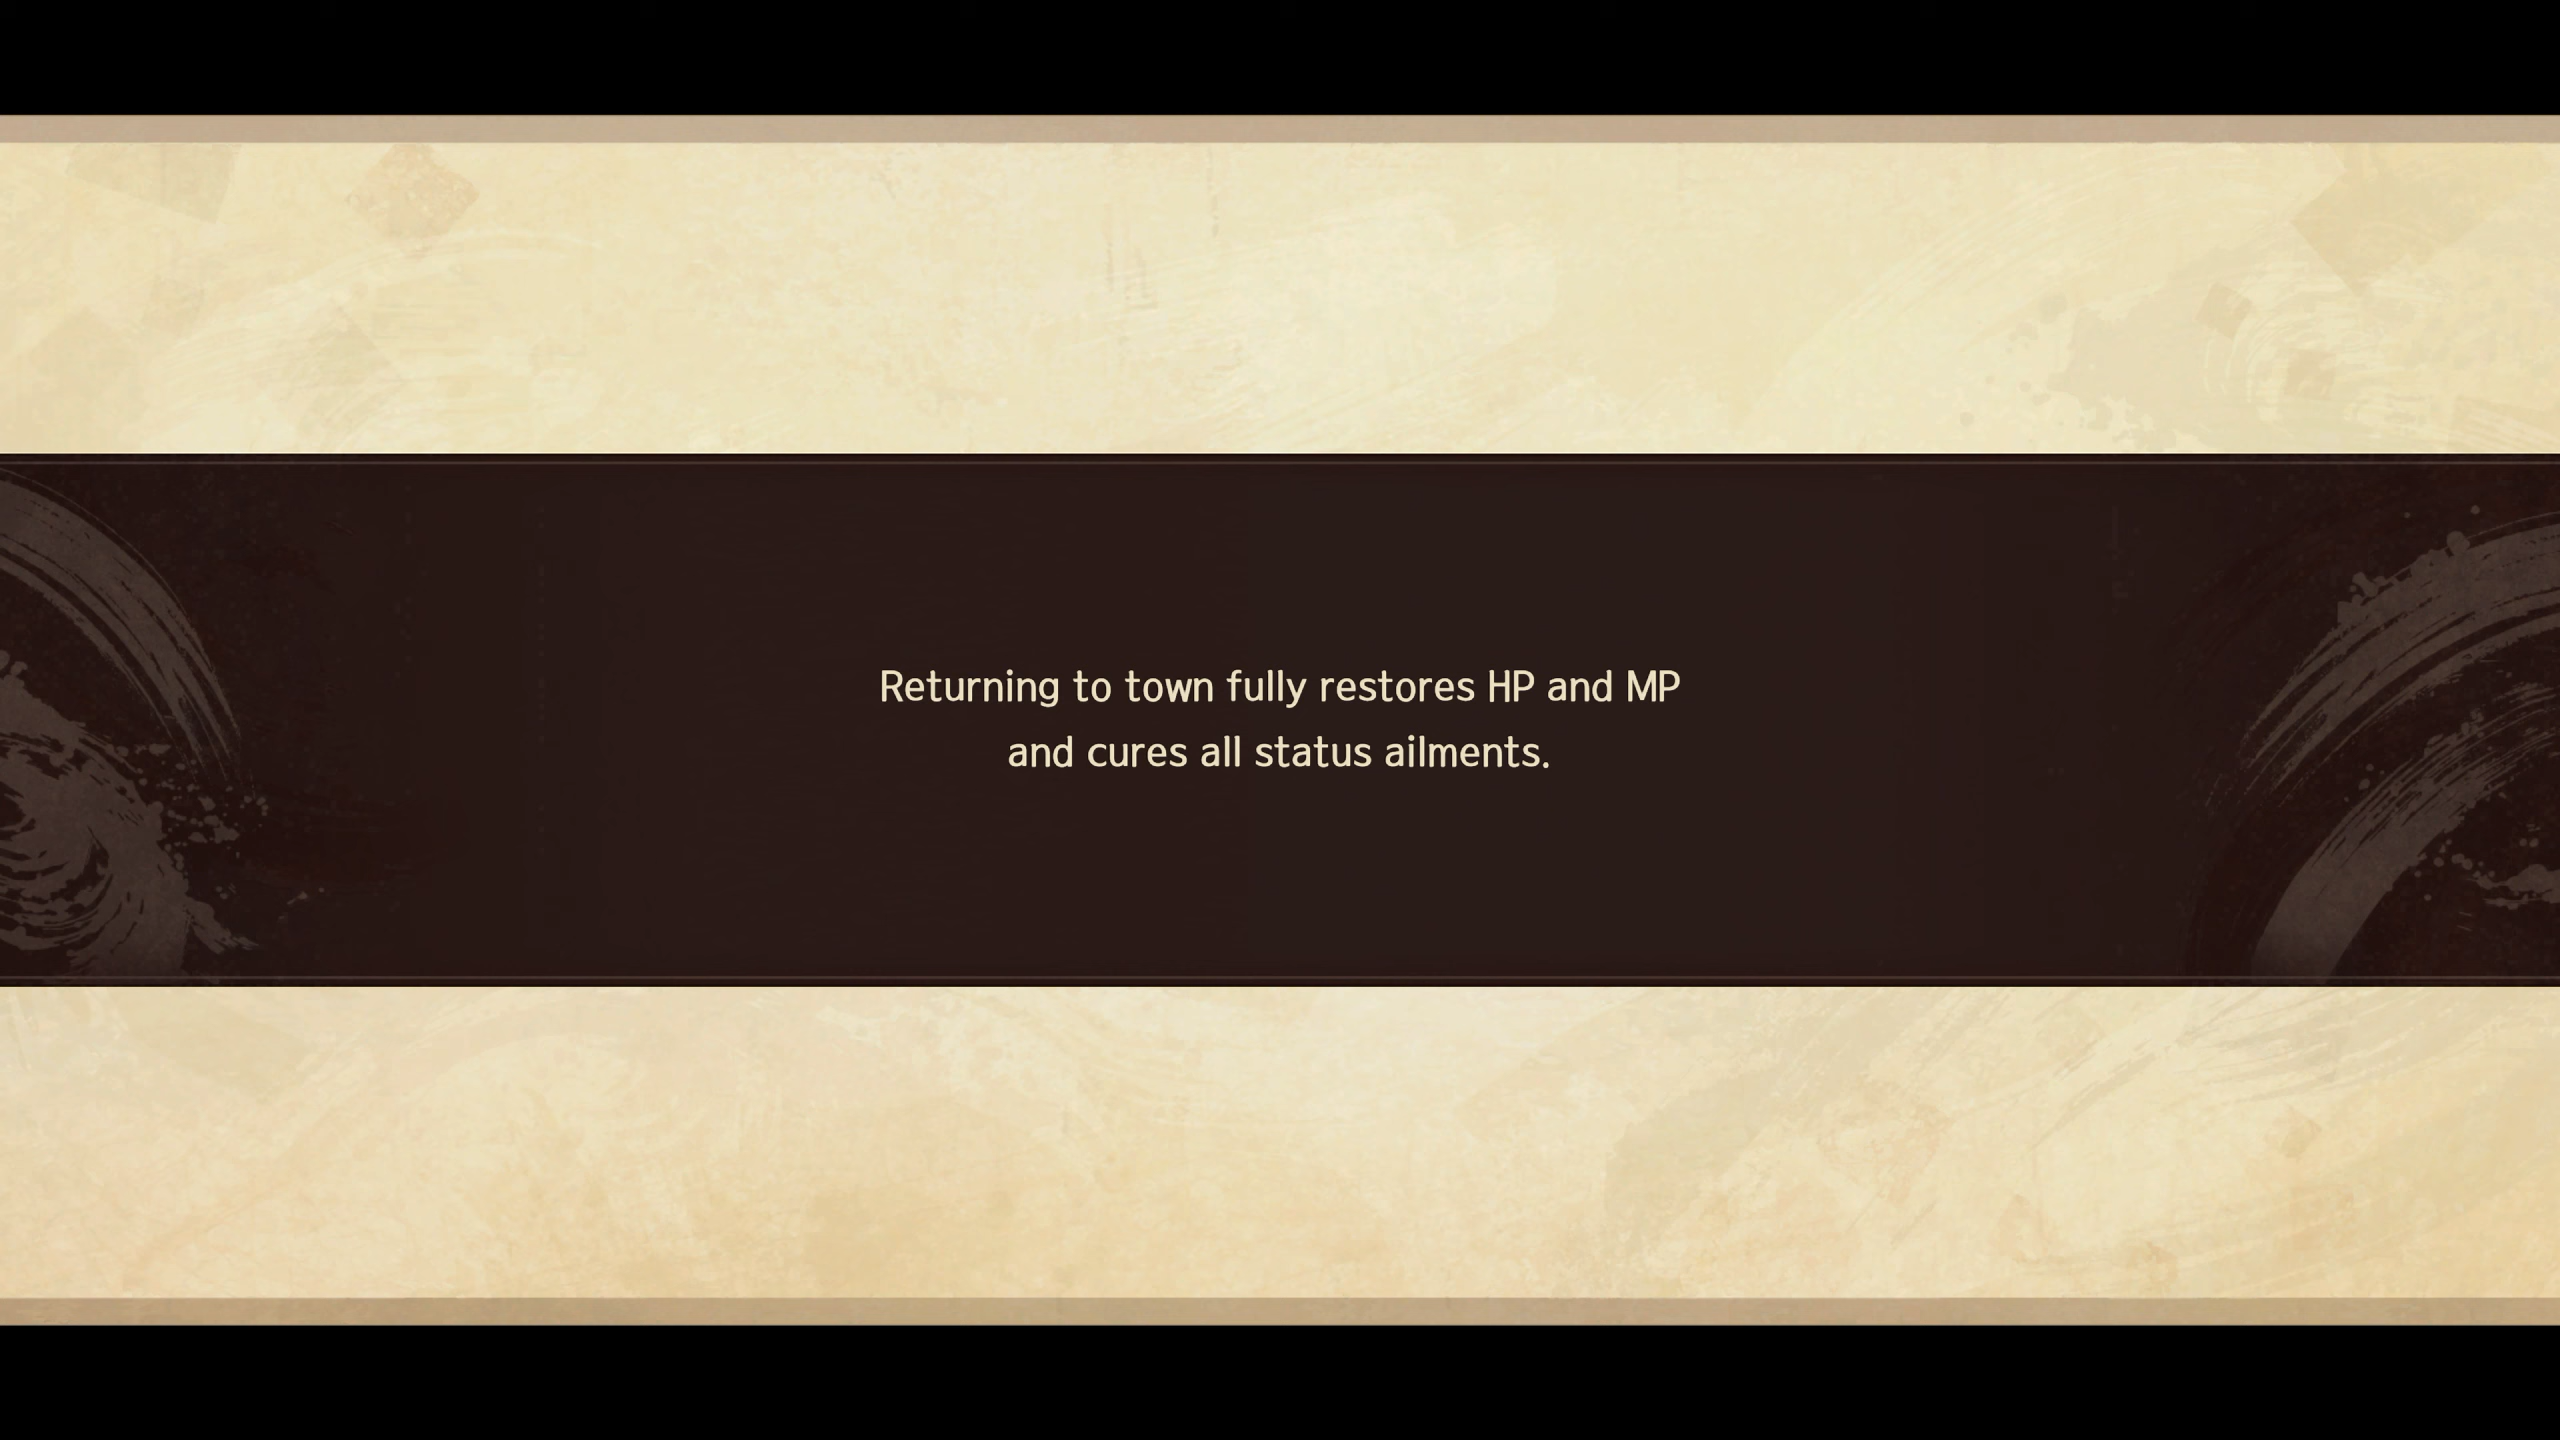 Returning to town fully restores HP and MP
and cures all status ailments.